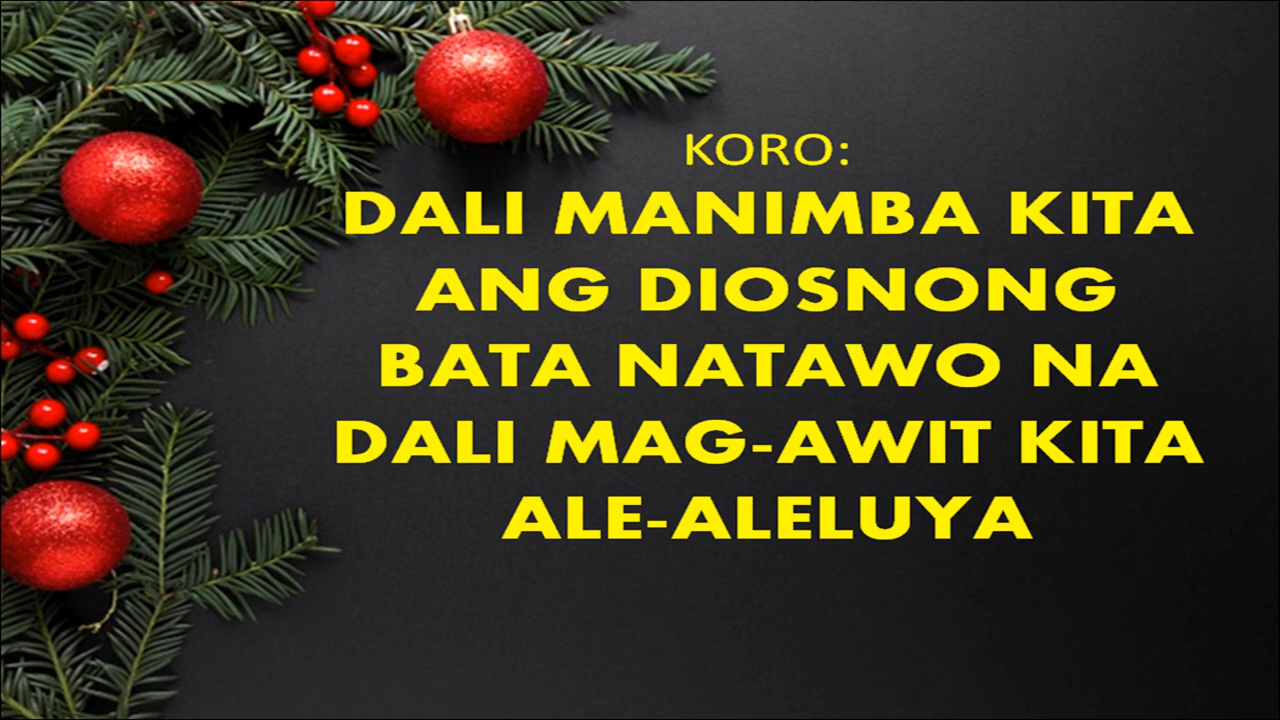 KORO:
DALI MANIMBA KITA
ANG DIOSNONG
BATA NATAWO NA
DALI MAG-AWIT KITA
ALE-ALELUYA